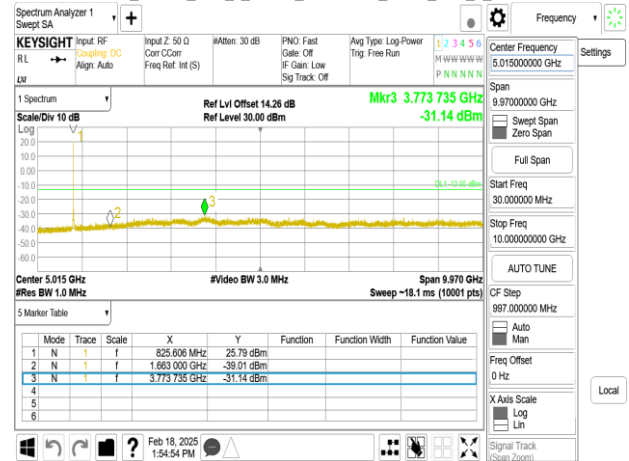 Spectrum Analyzer 1
Swept SA
+
Frequency
KEYSIGHT
RL
LXI
Input: RF
Coupling: DC
Align: Auto
Input Z: 50 Ω
Corr CCorr
Freq Ref: Int (S)
#Atten: 30 dB
PNO: Fast
Gate: Off
IF Gain: Low
Sig Track: Off
Avg Type: Log-Power
Trig: Free Run
1 2 3 4 5 6
M W W W W W
P N N N N N
Center Frequency
5.015000000 GHz
Settings
Span
9.97000000 GHz
Swept Span
Zero Span
Full Span
Start Freq
30.000000 MHz
Stop Freq
10.000000000 GHz
AUTO TUNE
CF Step
997.000000 MHz
Auto
Man
Freq Offset
0 Hz
X Axis Scale
Log
Lin
Local
Signal Track
(Span Zoom)
1 Spectrum
Scale/Div 10 dB
Log
Ref Lvl Offset 14.26 dB
Ref Level 30.00 dBm
Mkr3 3.773 735 GHz
-31.14 dBm
1
20.0
10.0
0.00
-10.0
DL1 -13.00 dBm
-20.0
-30.0
2
3
-40.0
-50.0
-60.0
Center 5.015 GHz
#Res BW 1.0 MHz
#Video BW 3.0 MHz
Span 9.970 GHz
Sweep ~18.1 ms (10001 pts)
5 Marker Table
Mode Trace Scale X Y Function Function Width Function Value
1 N 1 f 825.606 MHz 25.79 dBm
2 N 1 f 1.663 000 GHz -39.01 dBm
3 N 1 f 3.773 735 GHz -31.14 dBm
4
5
6
?
Feb 18, 2025
1:54:54 PM